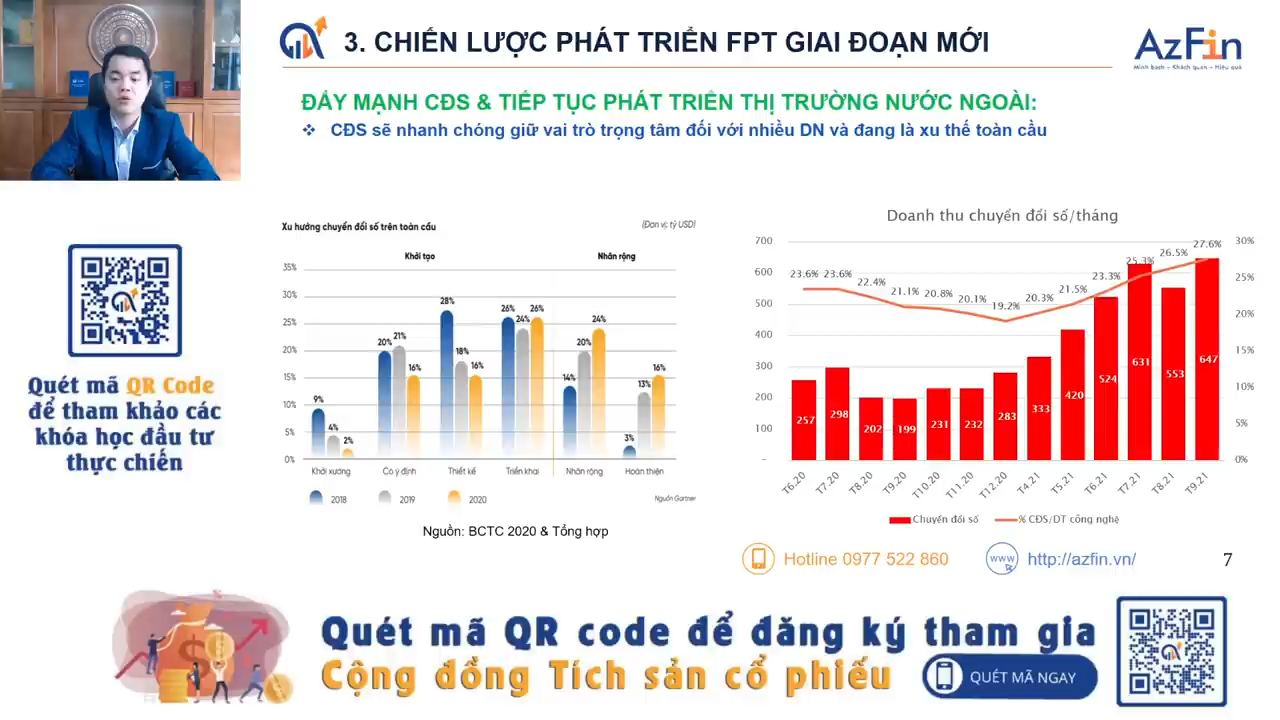 3. CHIẾN LƯỢC PHÁT TRIỂN FPT GIAI ĐOẠN MỚI
AzFin
Minh bạch - Khách quan - Hiệu quả
ĐẨY MẠNH CĐS & TIẾP TỤC PHÁT TRIỂN THỊ TRƯỜNG NƯỚC NGOÀI:
❖ CĐS sẽ nhanh chóng giữ vai trò trọng tâm đối với nhiều DN và đang là xu thế toàn cầu
Quét mã QR Code
để tham khảo các
khóa học đầu tư
thực chiến
Xu hướng chuyển đổi số trên toàn cầu
(Đơn vị: tỷ USD)
Khởi tạo
Nhân rộng
35%
30%
25%
20%
15%
10%
5%
0%
9%
4%
2%
20%
21%
16%
28%
18%
16%
26%
24%
26%
14%
20%
24%
3%
13%
16%
Khởi xướng
Có ý định
Thiết kế
Triển khai
Nhân rộng
Hoàn thiện
2018
2019
2020
Nguồn: Gartner
Nguồn: BCTC 2020 & Tổng hợp
Doanh thu chuyển đổi số/tháng
700
600
500
400
300
200
100
-
30%
25%
20%
15%
10%
5%
0%
23.6%
23.6%
22.4%
21.1%
20.8%
20.1%
19.2%
20.3%
21.5%
23.3%
25.3%
26.5%
27.6%
257
298
202
199
231
232
283
333
420
524
631
553
647
T6.20
T7.20
T8.20
T9.20
T10.20
T11.20
T12.20
T4.21
T5.21
T6.21
T7.21
T8.21
T9.21
Chuyển đổi số
% CĐS/DT công nghệ
Hotline 0977 522 860
www
http://azfin.vn/
7
Quét mã QR code để đăng ký tham gia
Cộng đồng Tích sản cổ phiếu
QUÉT MÃ NGAY